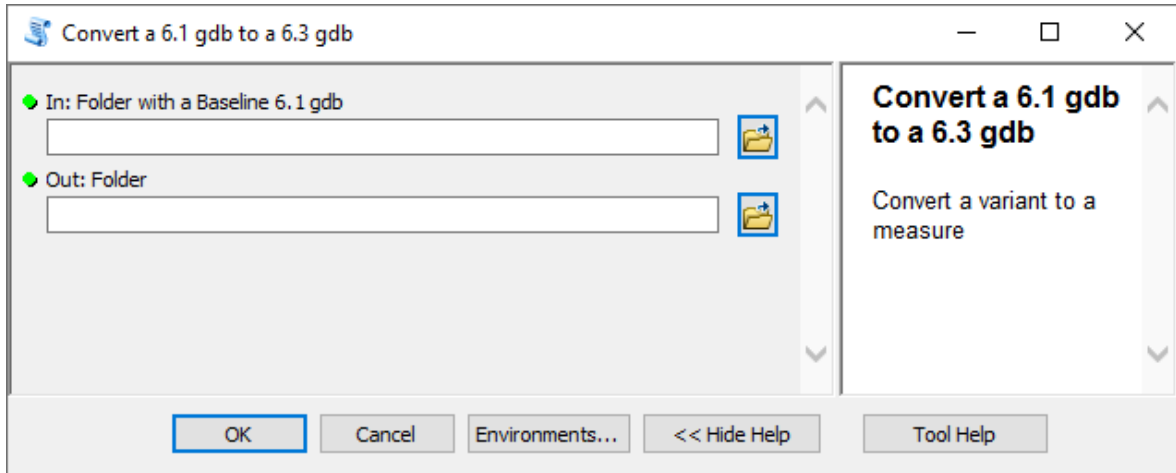 Convert a 6.1 gdb to a 6.3 gdb
In: Folder with a Baseline 6.1 gdb
Out: Folder
Convert a 6.1 gdb
to a 6.3 gdb
Convert a variant to a
measure
OK
Cancel
Environments...
<< Hide Help
Tool Help